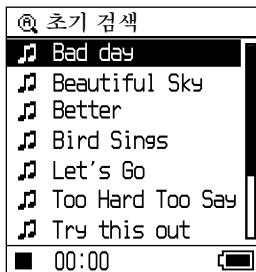 초기 검색
Bad day
Beautiful Sky
Better
Bird Sings
Let's Go
Too Hard Too Say
Try this out
00:00